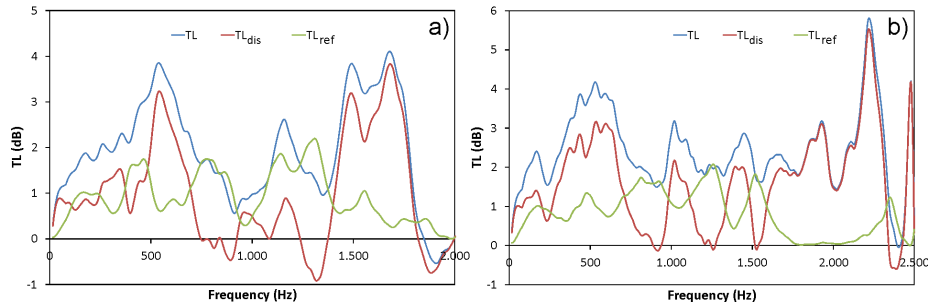 a)
TL TLdis TLref
5
4
3
2
1
0
-1
TL (dB)
0 500 1.000 1.500 2.000
Frequency (Hz)
b)
TL TLdis TLref
6
5
4
3
2
1
0
-1
TL (dB)
0 500 1.000 1.500 2.000 2.500
Frequency (Hz)